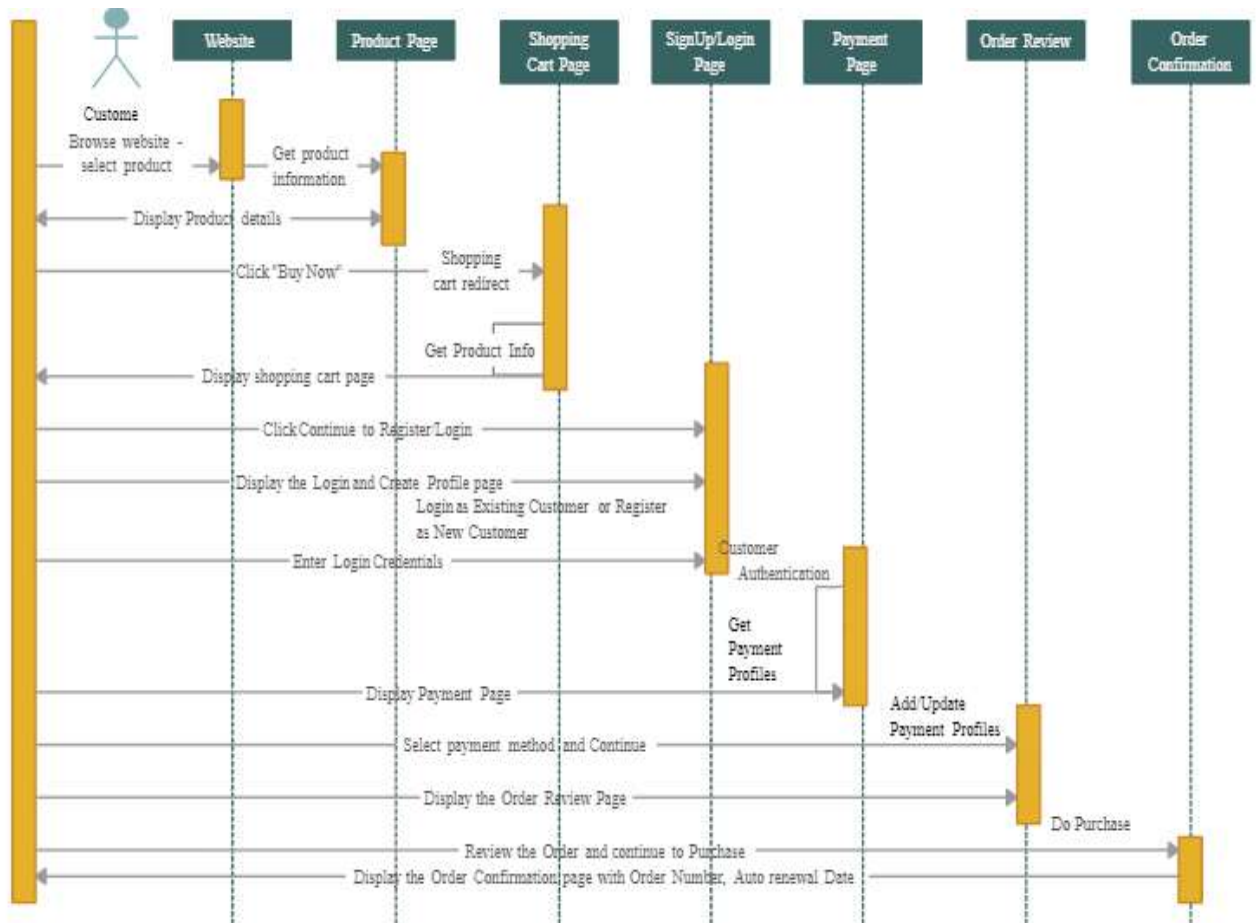 Website
Product Page
Shopping
Cart Page
SignUp/Login
Page
Payment
Page
Order Review
Order
Confirmation
Custome
Browse website -
select product
Get product
information
Display Product details
Click "Buy Now"
Shopping
cart redirect
Get Product Info
Display shopping cart page
Click Continue to Register/Login
Display the Login and Create Profile page
Login as Existing Customer or Register
as New Customer
Enter Login Credentials
Customer
Authentication
Get
Payment
Profiles
Display Payment Page
Add/Update
Payment Profiles
Select payment method and Continue
Display the Order Review Page
Do Purchase
Review the Order and continue to Purchase
Display the Order Confirmation page with Order Number, Auto renewal Date